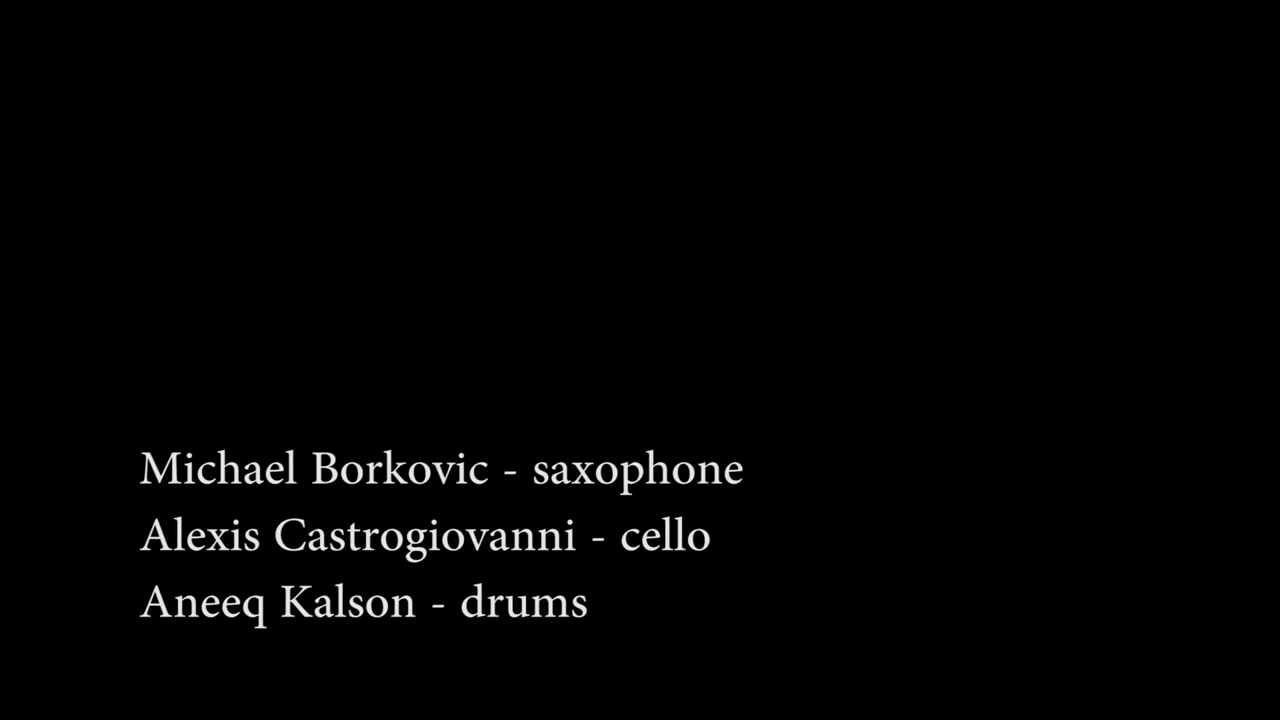 Michael Borkovic - saxophone
Alexis Castrogiovanni - cello
Aneeq Kalson - drums